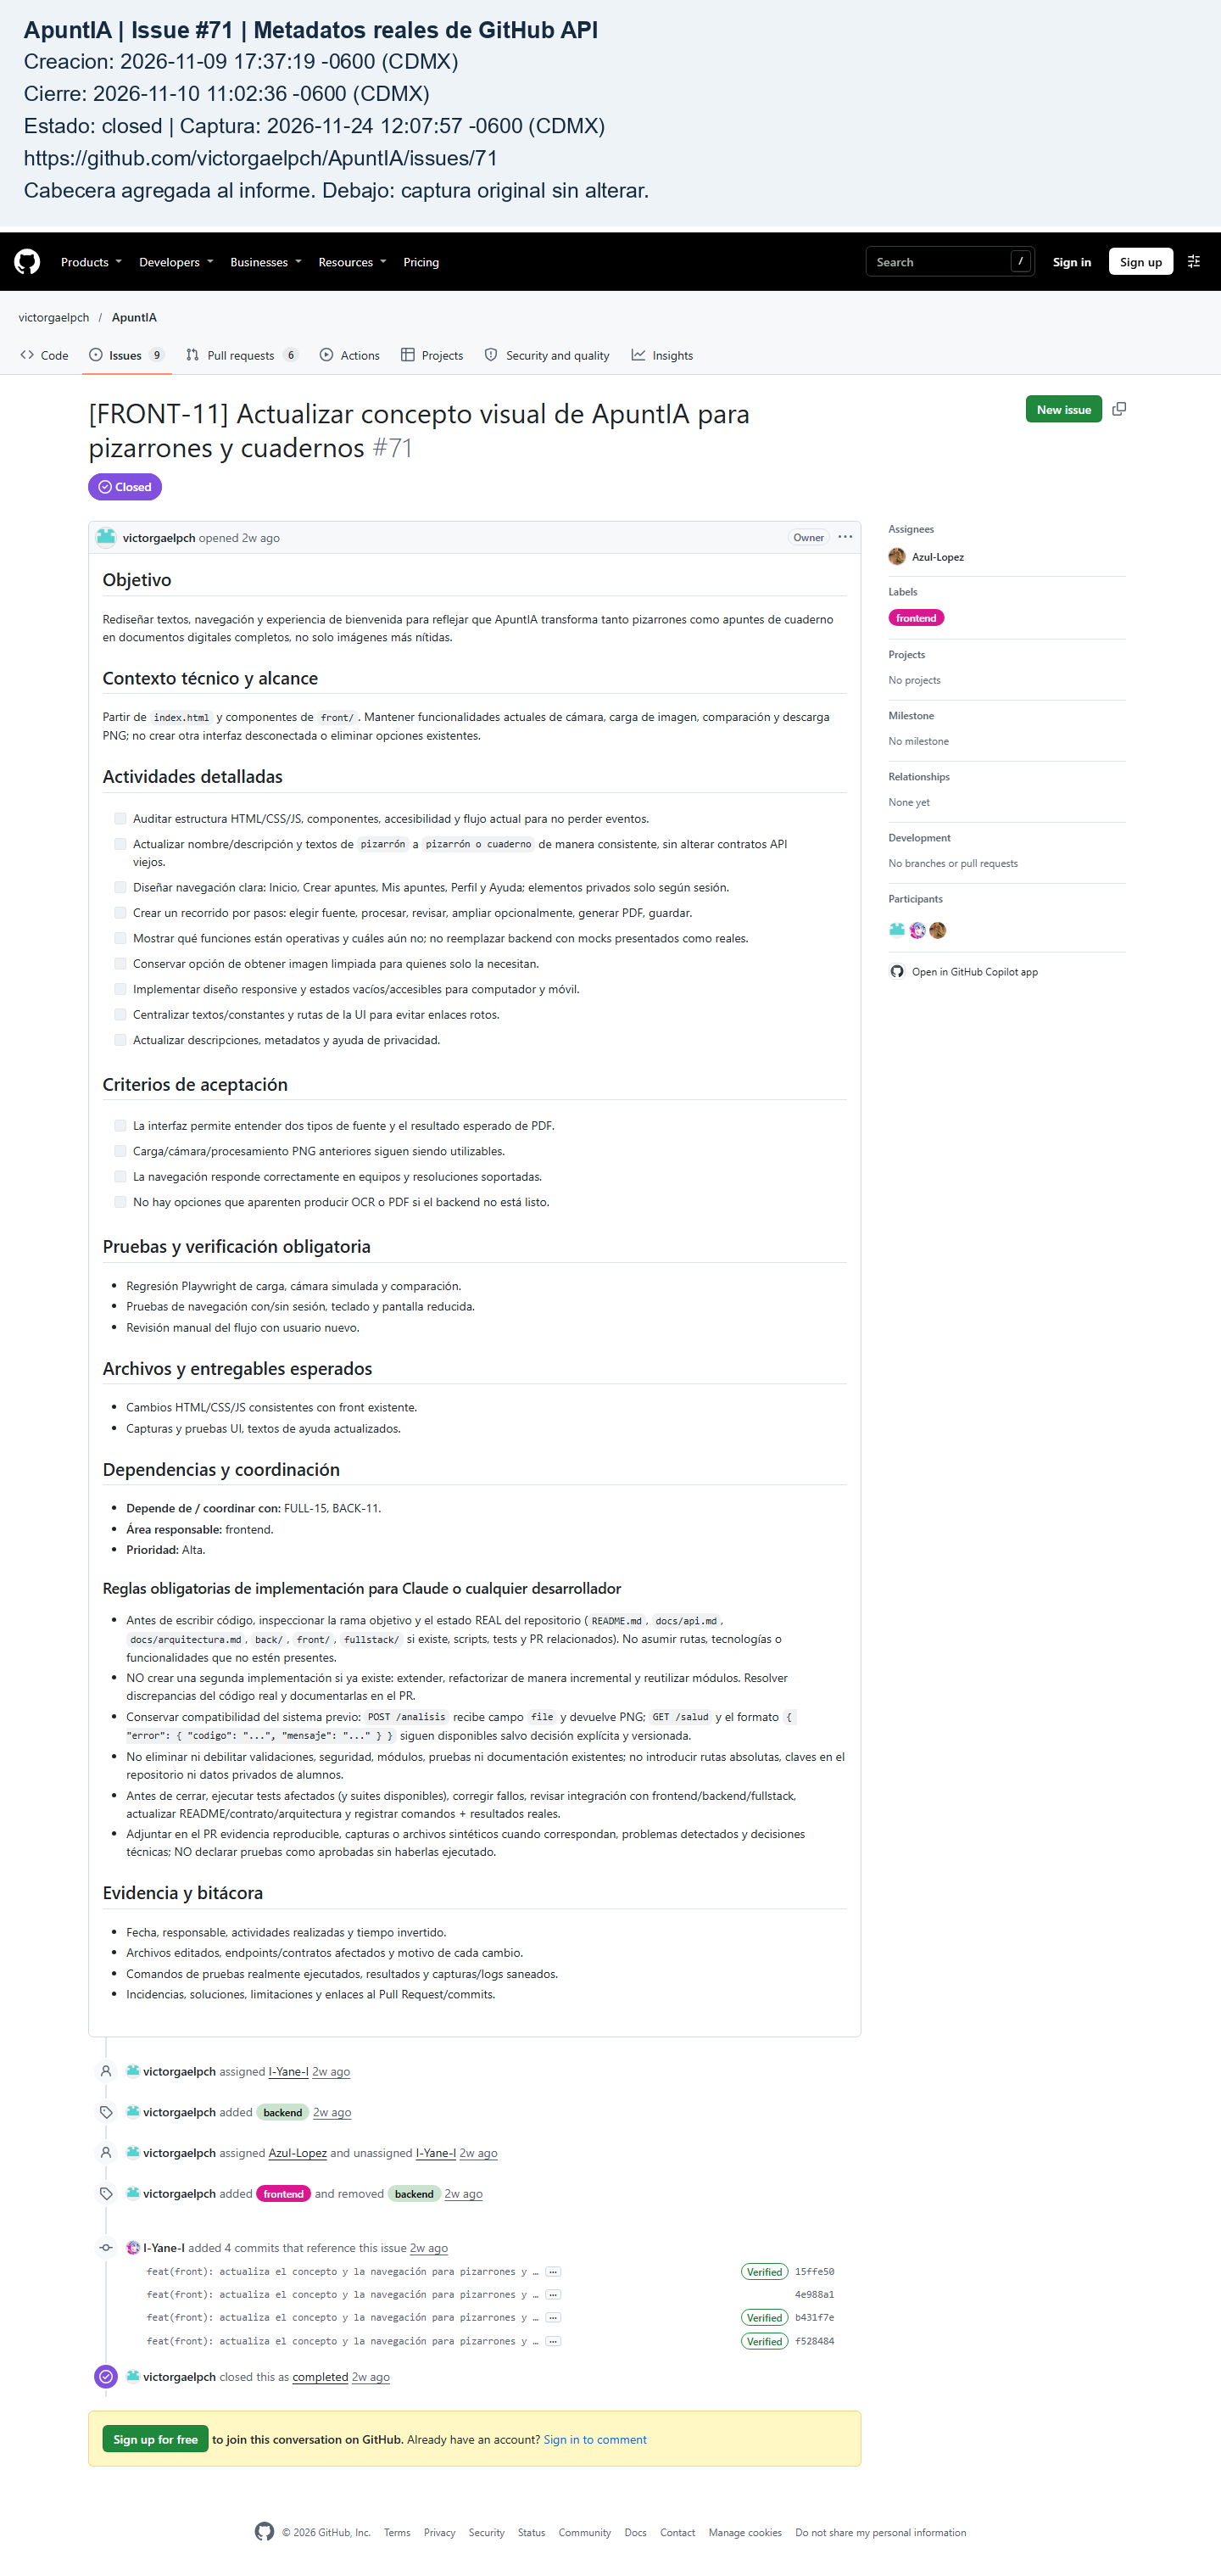 ApuntIA | Issue #71 | Metadatos reales de GitHub API
Creacion: 2026-11-09 17:37:19 -0600 (CDMX)
Cierre: 2026-11-10 11:02:36 -0600 (CDMX)
Estado: closed | Captura: 2026-11-24 12:07:57 -0600 (CDMX)
https://github.com/victorgaelpch/ApuntIA/issues/71
Cabecera agregada al informe. Debajo: captura original sin alterar.
Products Developers Businesses Resources Pricing Search / Sign in Sign up
victorgaelpch / ApuntIA
Code Issues 9 Pull requests 6 Actions Projects Security and quality Insights
[FRONT-11] Actualizar concepto visual de ApuntIA para
pizarrones y cuadernos #71
New issue
Closed
victorgaelpch opened 2w ago Owner ...
Objetivo
Rediseñar textos, navegación y experiencia de bienvenida para reflejar que ApuntIA transforma tanto pizarrones como apuntes de cuaderno
en documentos digitales completos, no solo imágenes más nítidas.
Contexto técnico y alcance
Partir de index.html y componentes de front/. Mantener funcionalidades actuales de cámara, carga de imagen, comparación y descarga
PNG; no crear otra interfaz desconectada o eliminar opciones existentes.
Actividades detalladas
Auditar estructura HTML/CSS/JS, componentes, accesibilidad y flujo actual para no perder eventos.
Actualizar nombre/descripción y textos de pizarrón a pizarrón o cuaderno de manera consistente, sin alterar contratos API
viejos.
Diseñar navegación clara: Inicio, Crear apuntes, Mis apuntes, Perfil y Ayuda; elementos privados solo según sesión.
Crear un recorrido por pasos: elegir fuente, procesar, revisar, ampliar opcionalmente, generar PDF, guardar.
Mostrar qué funciones están operativas y cuáles aún no; no reemplazar backend con mocks presentados como reales.
Conservar opción de obtener imagen limpiada para quienes solo la necesitan.
Implementar diseño responsive y estados vacíos/accesibles para computador y móvil.
Centralizar textos/constantes y rutas de la UI para evitar enlaces rotos.
Actualizar descripciones, metadatos y ayuda de privacidad.
Criterios de aceptación
La interfaz permite entender dos tipos de fuente y el resultado esperado de PDF.
Carga/cámara/procesamiento PNG anteriores siguen siendo utilizables.
La navegación responde correctamente en equipos y resoluciones soportadas.
No hay opciones que aparenten producir OCR o PDF si el backend no está listo.
Pruebas y verificación obligatoria
Regresión Playwright de carga, cámara simulada y comparación.
Pruebas de navegación con/sin sesión, teclado y pantalla reducida.
Revisión manual del flujo con usuario nuevo.
Archivos y entregables esperados
Cambios HTML/CSS/JS consistentes con front existente.
Capturas y pruebas UI, textos de ayuda actualizados.
Dependencias y coordinación
Depende de / coordinar con: FULL-15, BACK-11.
Área responsable: frontend.
Prioridad: Alta.
Reglas obligatorias de implementación para Claude o cualquier desarrollador
Antes de escribir código, inspeccionar la rama objetivo y el estado REAL del repositorio (README.md, docs/api.md,
docs/arquitectura.md, back/, front/, fullstack/ si existe, scripts, tests y PR relacionados). No asumir rutas, tecnologías o
funcionalidades que no estén presentes.
NO crear una segunda implementación si ya existe: extender, refactorizar de manera incremental y reutilizar módulos. Resolver
discrepancias del código real y documentarlas en el PR.
Conservar compatibilidad del sistema previo: POST /analisis recibe campo file y devuelve PNG; GET /salud y el formato {
"error": { "codigo": "...", "mensaje": "..." } } siguen disponibles salvo decisión explícita y versionada.
No eliminar ni debilitar validaciones, seguridad, módulos, pruebas ni documentación existentes; no introducir rutas absolutas, claves en el
repositorio ni datos privados de alumnos.
Antes de cerrar, ejecutar tests afectados (y suites disponibles), corregir fallos, revisar integración con frontend/backend/fullstack,
actualizar README/contrato/arquitectura y registrar comandos + resultados reales.
Adjuntar en el PR evidencia reproducible, capturas o archivos sintéticos cuando correspondan, problemas detectados y decisiones
técnicas; NO declarar pruebas como aprobadas sin haberlas ejecutado.
Evidencia y bitácora
Fecha, responsable, actividades realizadas y tiempo invertido.
Archivos editados, endpoints/contratos afectados y motivo de cada cambio.
Comandos de pruebas realmente ejecutados, resultados y capturas/logs saneados.
Incidencias, soluciones, limitaciones y enlaces al Pull Request/commits.
Assignees
Azul-Lopez
Labels
frontend
Projects
No projects
Milestone
No milestone
Relationships
None yet
Development
No branches or pull requests
Participants
Open in GitHub Copilot app
victorgaelpch assigned I-Yane-I 2w ago
victorgaelpch added backend 2w ago
victorgaelpch assigned Azul-Lopez and unassigned I-Yane-I 2w ago
victorgaelpch added frontend and removed backend 2w ago
I-Yane-I added 4 commits that reference this issue 2w ago
feat(front): actualiza el concepto y la navegación para pizarrones y … ... Verified 15ffe50
feat(front): actualiza el concepto y la navegación para pizarrones y … ... 4e988a1
feat(front): actualiza el concepto y la navegación para pizarrones y … ... Verified b431f7e
feat(front): actualiza el concepto y la navegación para pizarrones y … ... Verified f528484
victorgaelpch closed this as completed 2w ago
Sign up for free to join this conversation on GitHub. Already have an account? Sign in to comment
© 2026 GitHub, Inc. Terms Privacy Security Status Community Docs Contact Manage cookies Do not share my personal information